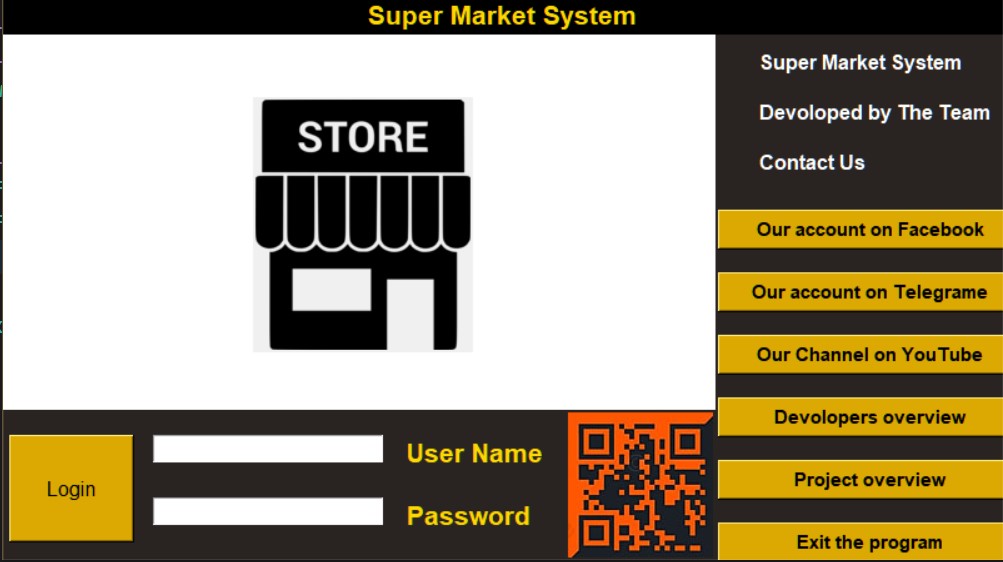 Super Market System
STORE
Super Market System
Devoloped by The Team
Contact Us
Our account on Facebook
Our account on Telegrame
Our Channel on YouTube
Devolopers overview
Project overview
Exit the program
User Name
Login
Password